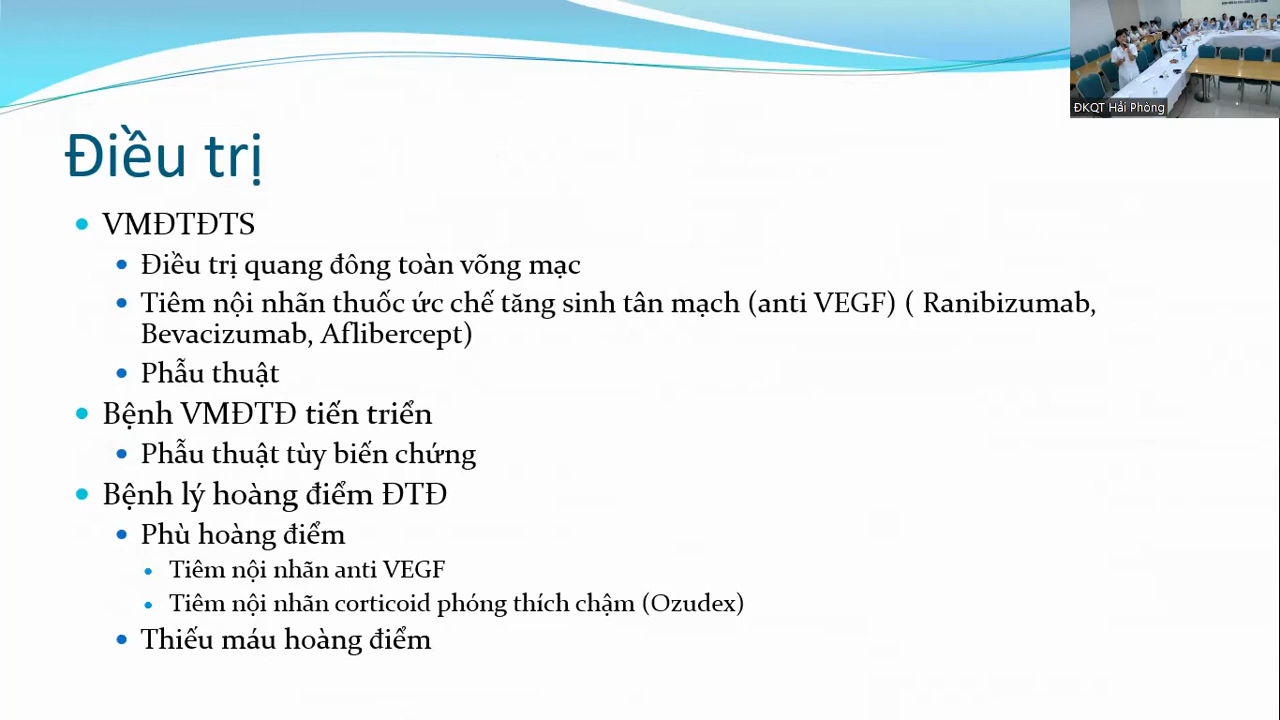 ĐKQT Hải Phòng
Điều trị
VMĐTĐTS
Điều trị quang đông toàn võng mạc
Tiêm nội nhãn thuốc ức chế tăng sinh tân mạch (anti VEGF) ( Ranibizumab,
Bevacizumab, Aflibercept)
Phẫu thuật
Bệnh VMĐTĐ tiến triển
Phẫu thuật tùy biến chứng
Bệnh lý hoàng điểm ĐTĐ
Phù hoàng điểm
Tiêm nội nhãn anti VEGF
Tiêm nội nhãn corticoid phóng thích chậm (Ozudex)
Thiếu máu hoàng điểm